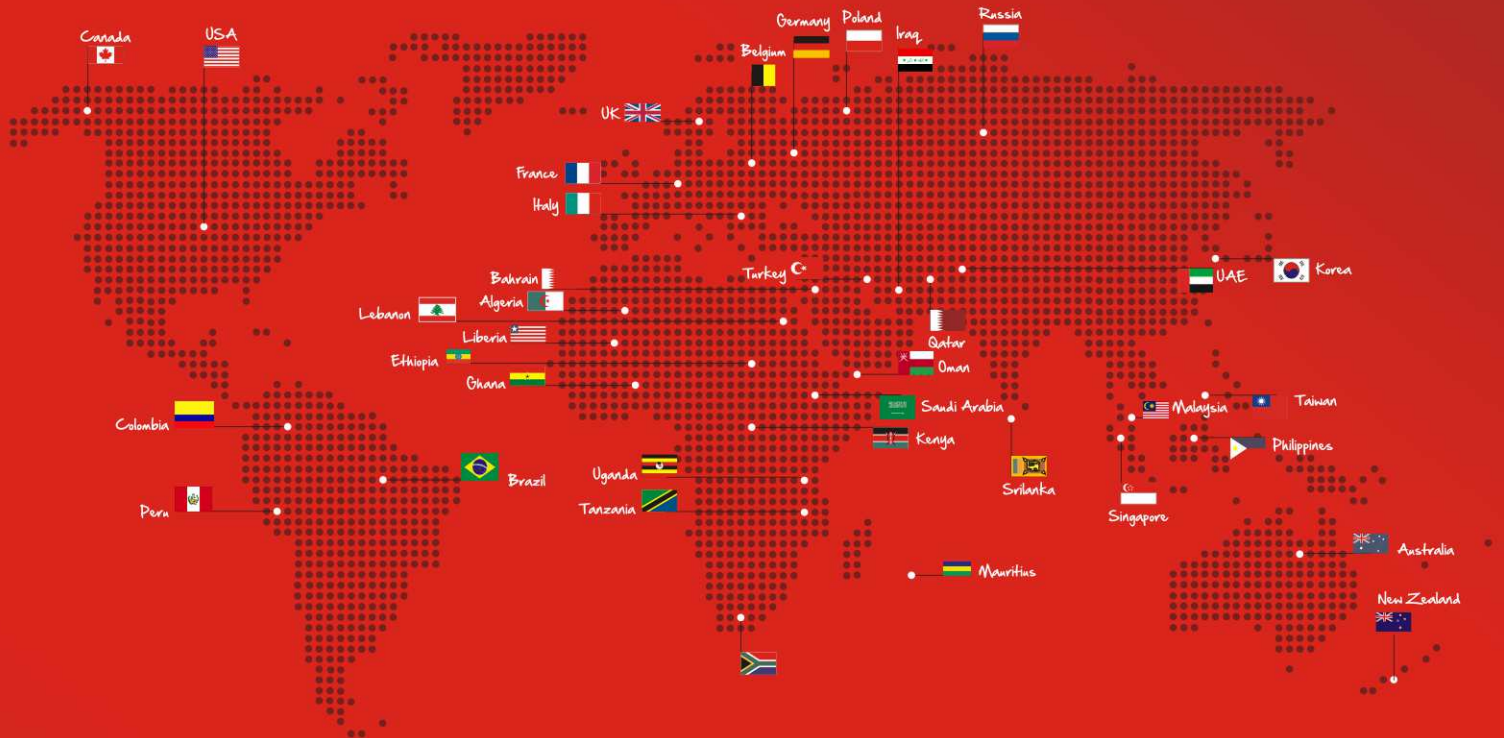 Canada
USA
Germany
Poland
Russia
Iraq
Belgium
UK
France
Italy
Bahrain
Turkey
UAE
Korea
Algeria
Lebanon
Liberia
Qatar
Ethiopia
Oman
Ghana
Saudi Arabia
Malaysia
Taiwan
Colombia
Kenya
Philippines
Uganda
Brazil
Srilanka
Tanzania
Peru
Singapore
Australia
Mauritius
New Zealand